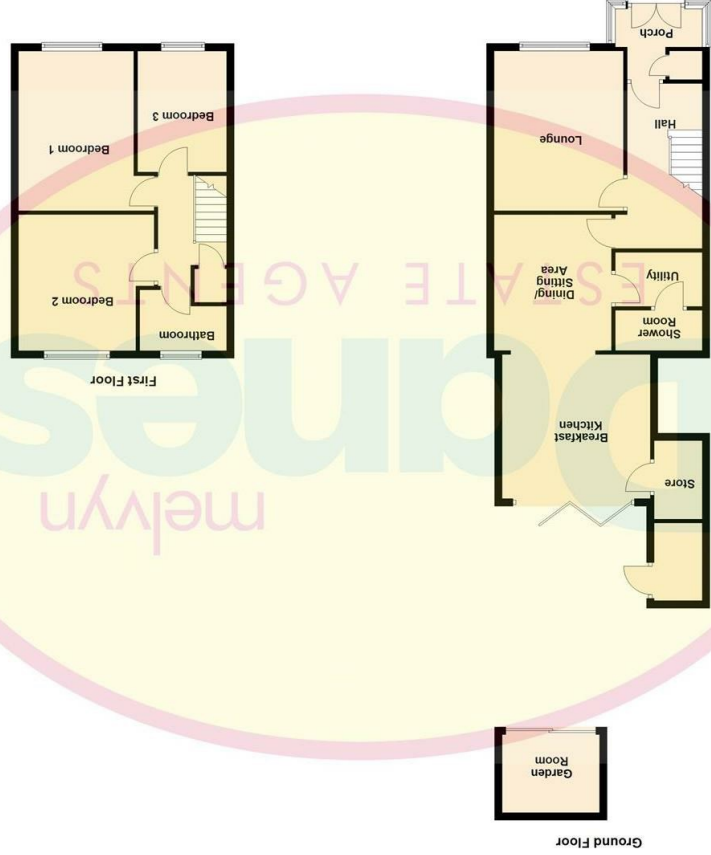 Ground Floor
Garden
Room
Store
Breakfast
Kitchen
Shower
Room
Utility
Dining/
Sitting
Area
Lounge
Hall
Porch
First Floor
Bathroom
Bedroom 2
Bedroom 3
Bedroom 1
melvyn
Danes
ESTATE AGENTS